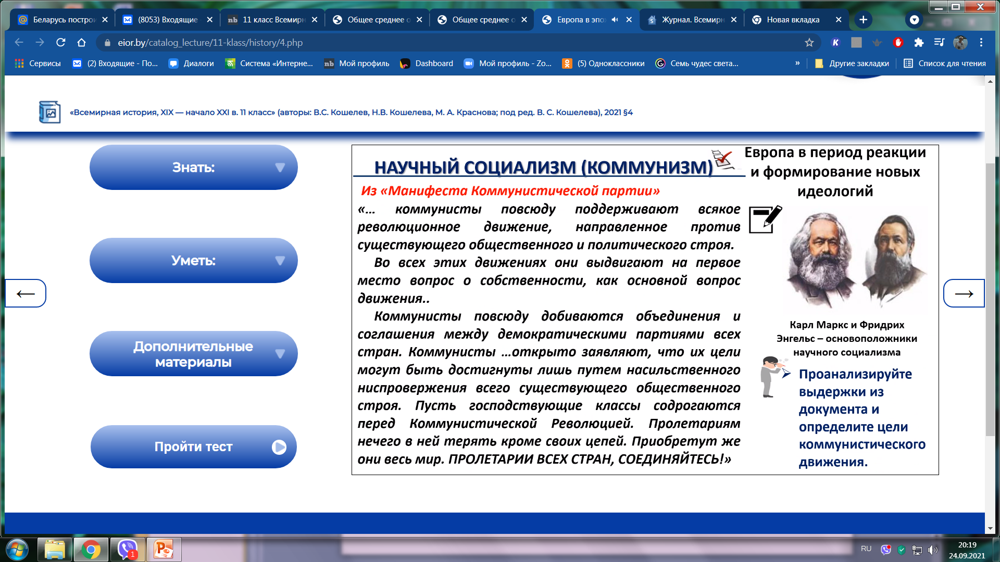 Беларусь построи
(8053) Входящие -
11 класс Всемирн
Общее среднее о
Общее среднее о
Европа в эпох
Журнал. Всемирн
Новая вкладка
eior.by/catalog_lecture/11-klass/history/4.php
Сервисы
(2) Входящие - По...
Диалоги
Система «Интерне...
nb
Мой профиль
Dashboard
Мой профиль - Zo...
(5) Одноклассники
Семь чудес света...
»
Другие закладки
Список для чтения
«Всемирная история, XIX — начало XXI в. 11 класс» (авторы: В.С. Кошелев, Н.В. Кошелева, М. А. Краснова; под ред. В. С. Кошелева), 2021 §4
Знать:
Уметь:
Дополнительные
материалы
Пройти тест
НАУЧНЫЙ СОЦИАЛИЗМ (КОММУНИЗМ)
Из «Манифеста Коммунистической партии»
«... коммунисты повсюду поддерживают всякое
революционное движение, направленное против
существующего общественного и политического строя.
Во всех этих движениях они выдвигают на первое
место вопрос о собственности, как основной вопрос
движения..
Коммунисты повсюду добиваются объединения и
соглашения между демократическими партиями всех
стран. Коммунисты ...открыто заявляют, что их цели
могут быть достигнуты лишь путем насильственного
ниспровержения всего существующего общественного
строя. Пусть господствующие классы содрогаются
перед Коммунистической Революцией. Пролетариям
нечего в ней терять кроме своих цепей. Приобретут же
они весь мир. ПРОЛЕТАРИИ ВСЕХ СТРАН, СОЕДИНЯЙТЕСЬ!»
Европа в период реакции
и формирование новых
идеологий
Карл Маркс и Фридрих
Энгельс – основоположники
научного социализма
Проанализируйте
выдержки из
документа и
определите цели
коммунистического
движения.
1
RU
20:19
24.09.2021